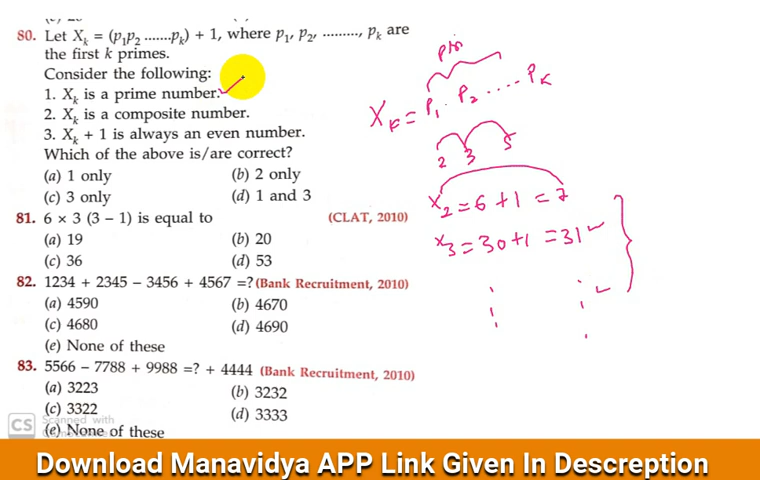 80. Let Xk = (p1p2 .......pk) + 1, where p1, p2, ........., pk are
the first k primes.
Consider the following:
1. Xk is a prime number.
2. Xk is a composite number.
3. Xk + 1 is always an even number.
Which of the above is/are correct?
(a) 1 only (b) 2 only
(c) 3 only (d) 1 and 3
81. 6 × 3 (3 – 1) is equal to (CLAT, 2010)
(a) 19 (b) 20
(c) 36 (d) 53
82. 1234 + 2345 – 3456 + 4567 =? (Bank Recruitment, 2010)
(a) 4590 (b) 4670
(c) 4680 (d) 4690
(e) None of these
83. 5566 – 7788 + 9988 =? + 4444 (Bank Recruitment, 2010)
(a) 3223 (b) 3232
(c) 3322 (d) 3333
(e) None of these
CS Scanned with
Xk = P1 . P2 .... Pk
2 3 5
x2 = 6 + 1 = 7
x3 = 30 + 1 = 31
Download Manavidya APP Link Given In Descreption